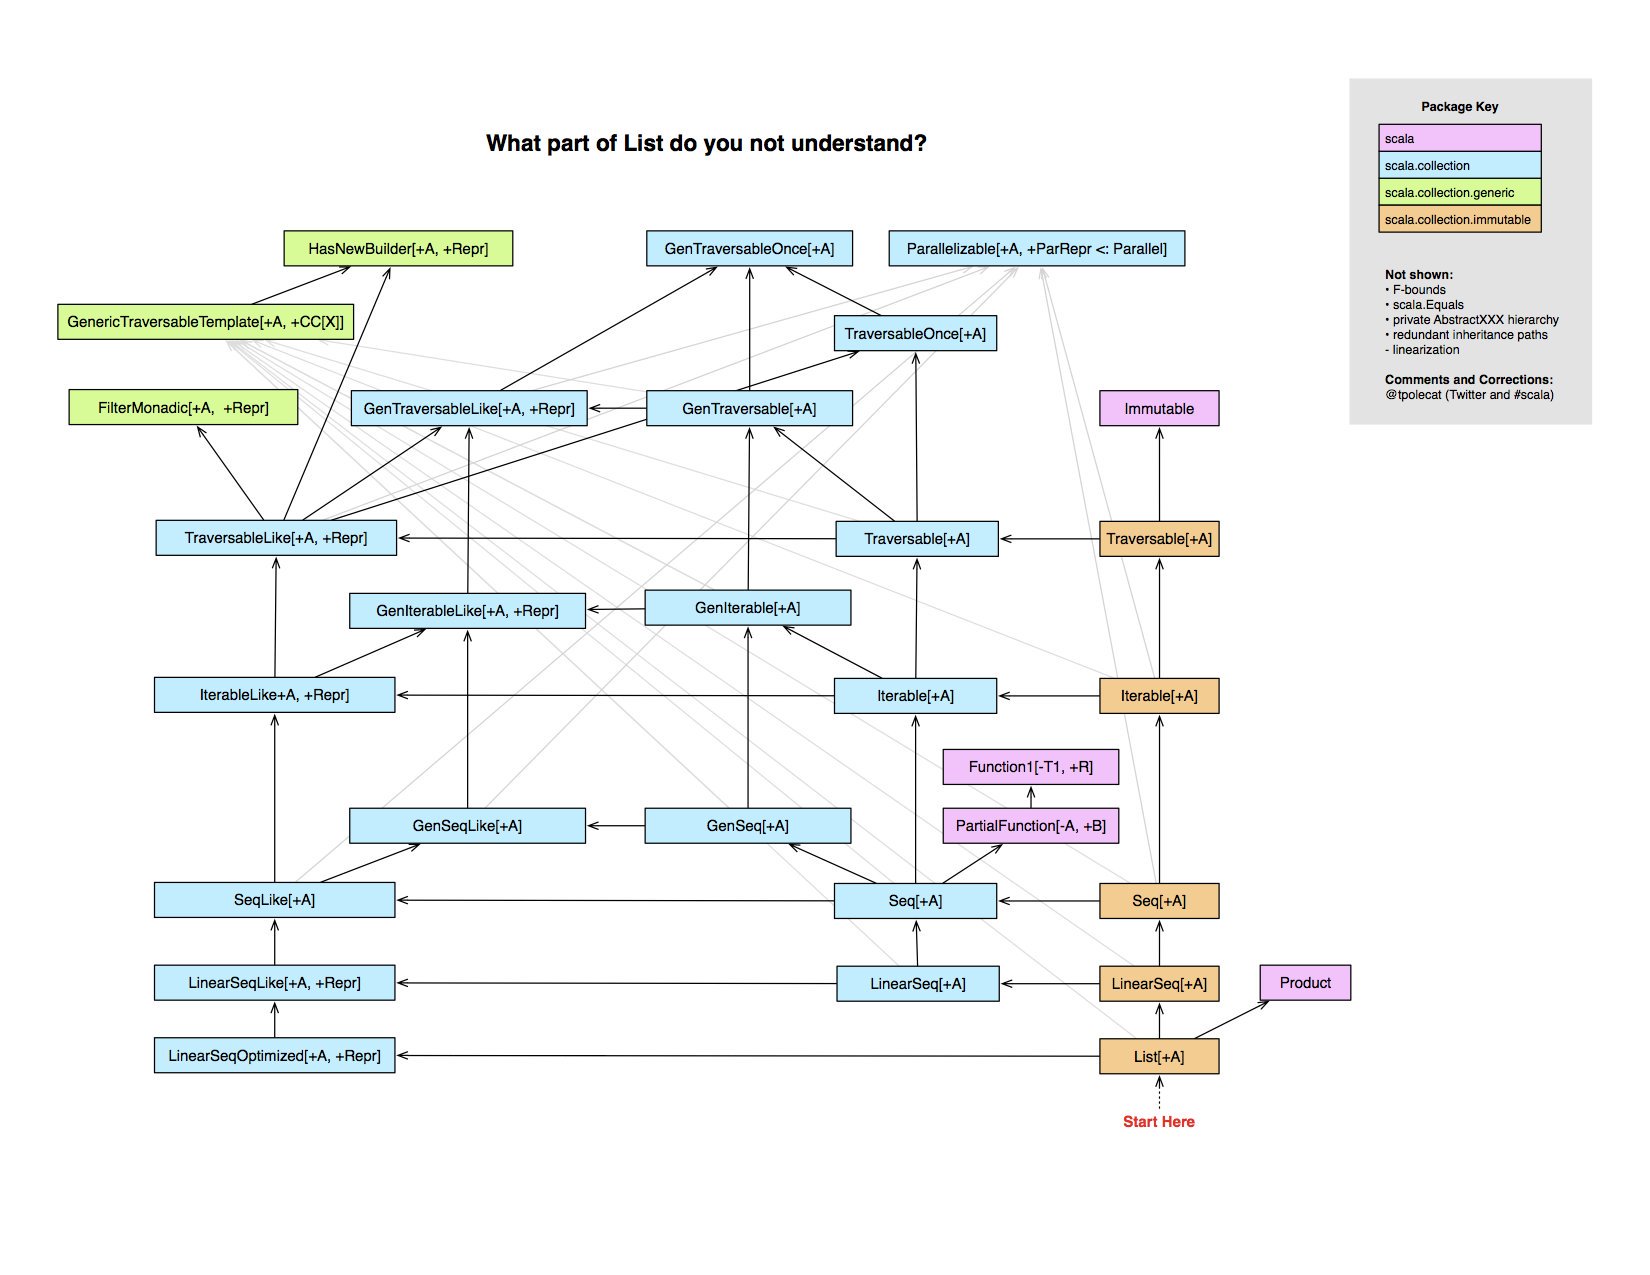 What part of List do you not understand?
Package Key
scala
scala.collection
scala.collection.generic
scala.collection.immutable
Not shown:
• F-bounds
• scala.Equals
• private AbstractXXX hierarchy
• redundant inheritance paths
- linearization
Comments and Corrections:
@tpolecat (Twitter and #scala)
HasNewBuilder[+A, +Repr]
GenTraversableOnce[+A]
Parallelizable[+A, +ParRepr <: Parallel]
GenericTraversableTemplate[+A, +CC[X]]
TraversableOnce[+A]
FilterMonadic[+A, +Repr]
GenTraversableLike[+A, +Repr]
GenTraversable[+A]
Immutable
TraversableLike[+A, +Repr]
Traversable[+A]
Traversable[+A]
GenIterableLike[+A, +Repr]
GenIterable[+A]
IterableLike+A, +Repr]
Iterable[+A]
Iterable[+A]
Function1[-T1, +R]
GenSeqLike[+A]
GenSeq[+A]
PartialFunction[-A, +B]
SeqLike[+A]
Seq[+A]
Seq[+A]
LinearSeqLike[+A, +Repr]
LinearSeq[+A]
LinearSeq[+A]
Product
LinearSeqOptimized[+A, +Repr]
List[+A]
Start Here